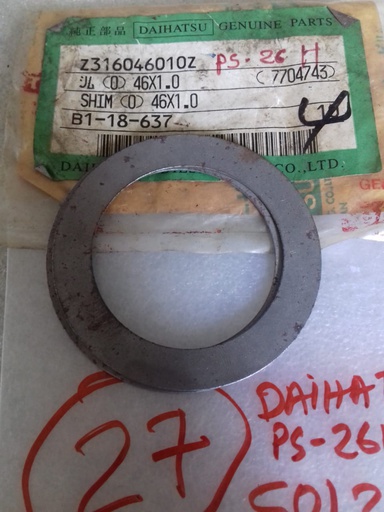 純正部品 DAIHATSU GENUINE PARTS
Z316046010Z PS-26 H
シム (O) 46X1.0 (7704743)
SHIM (O) 46X1.0
B1-18-637
DAIHATSU CO.,LTD.
27
DAIHAT
PS-26